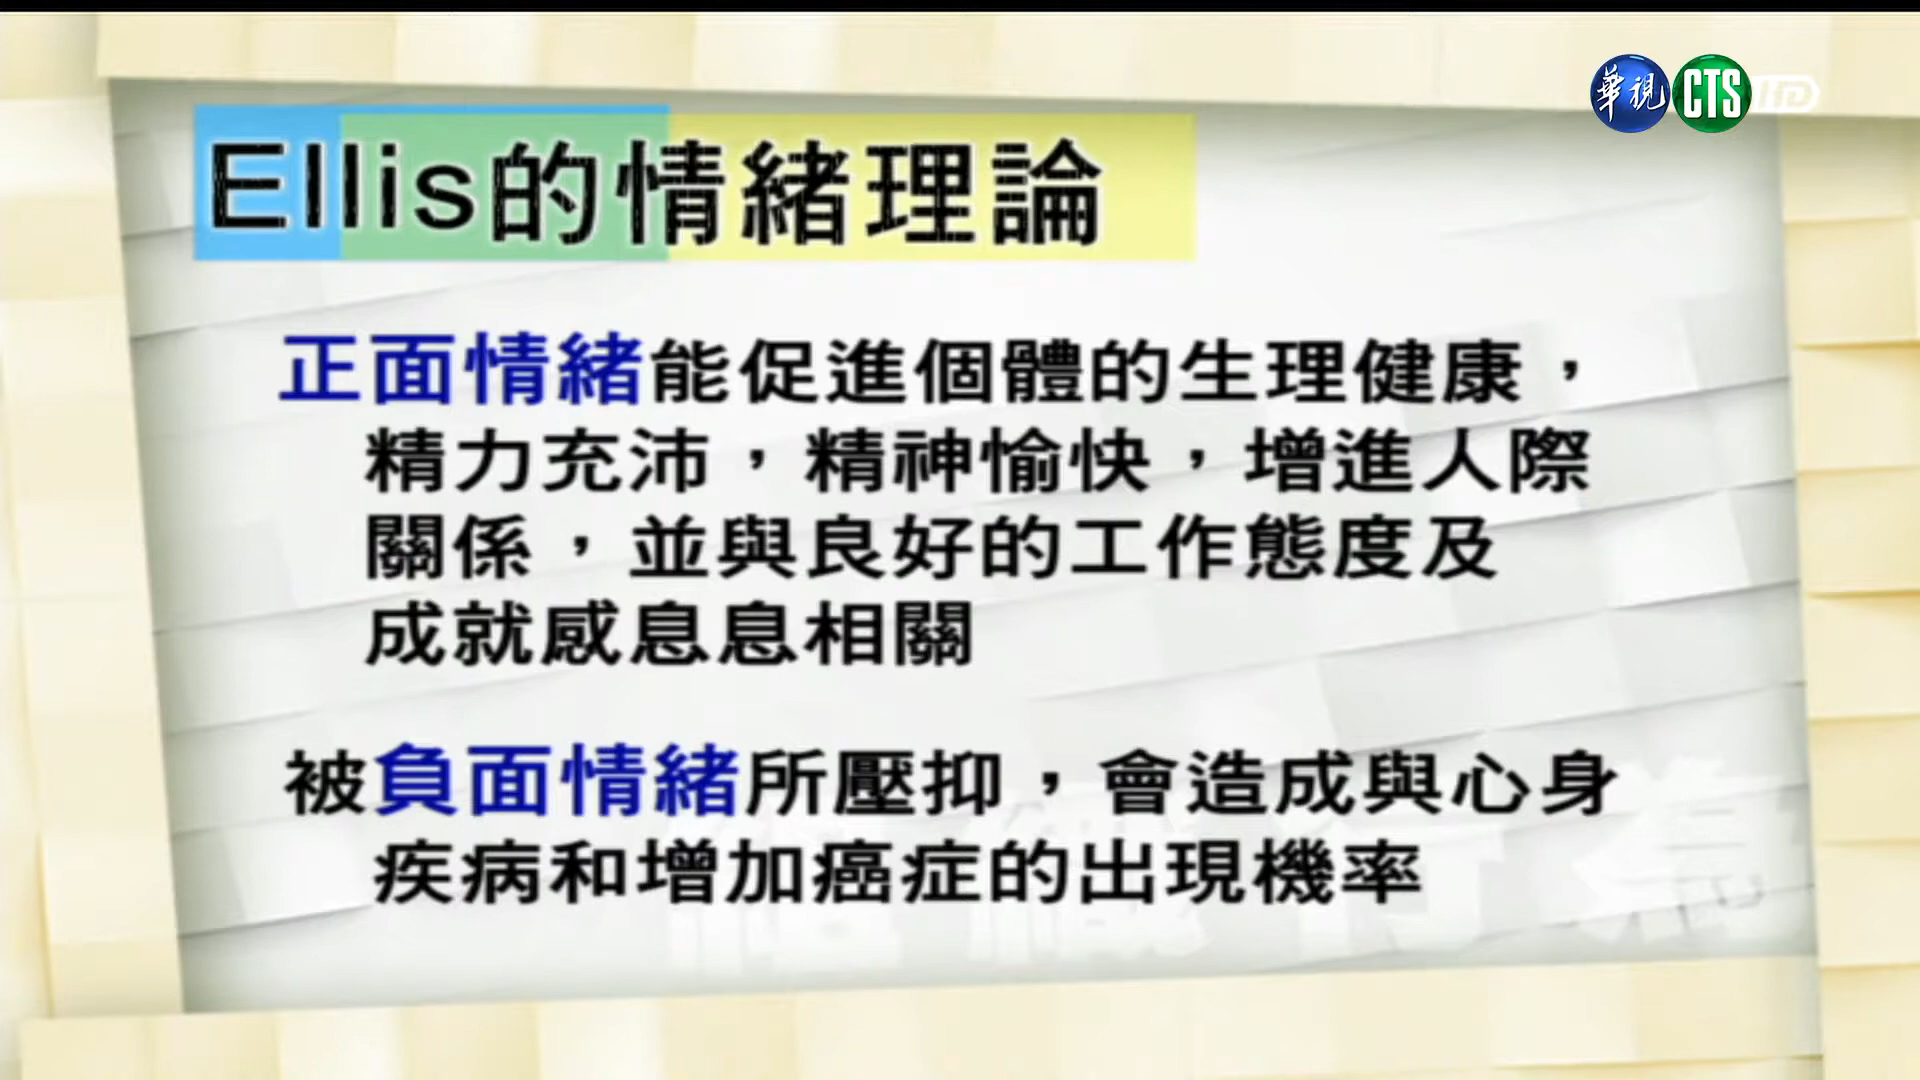 華視 CTS HD
Ellis的情緒理論
正面情緒能促進個體的生理健康，
精力充沛，精神愉快，增進人際
關係，並與良好的工作態度及
成就感息息相關
被負面情緒所壓抑，會造成與心身
疾病和增加癌症的出現機率
組織行為